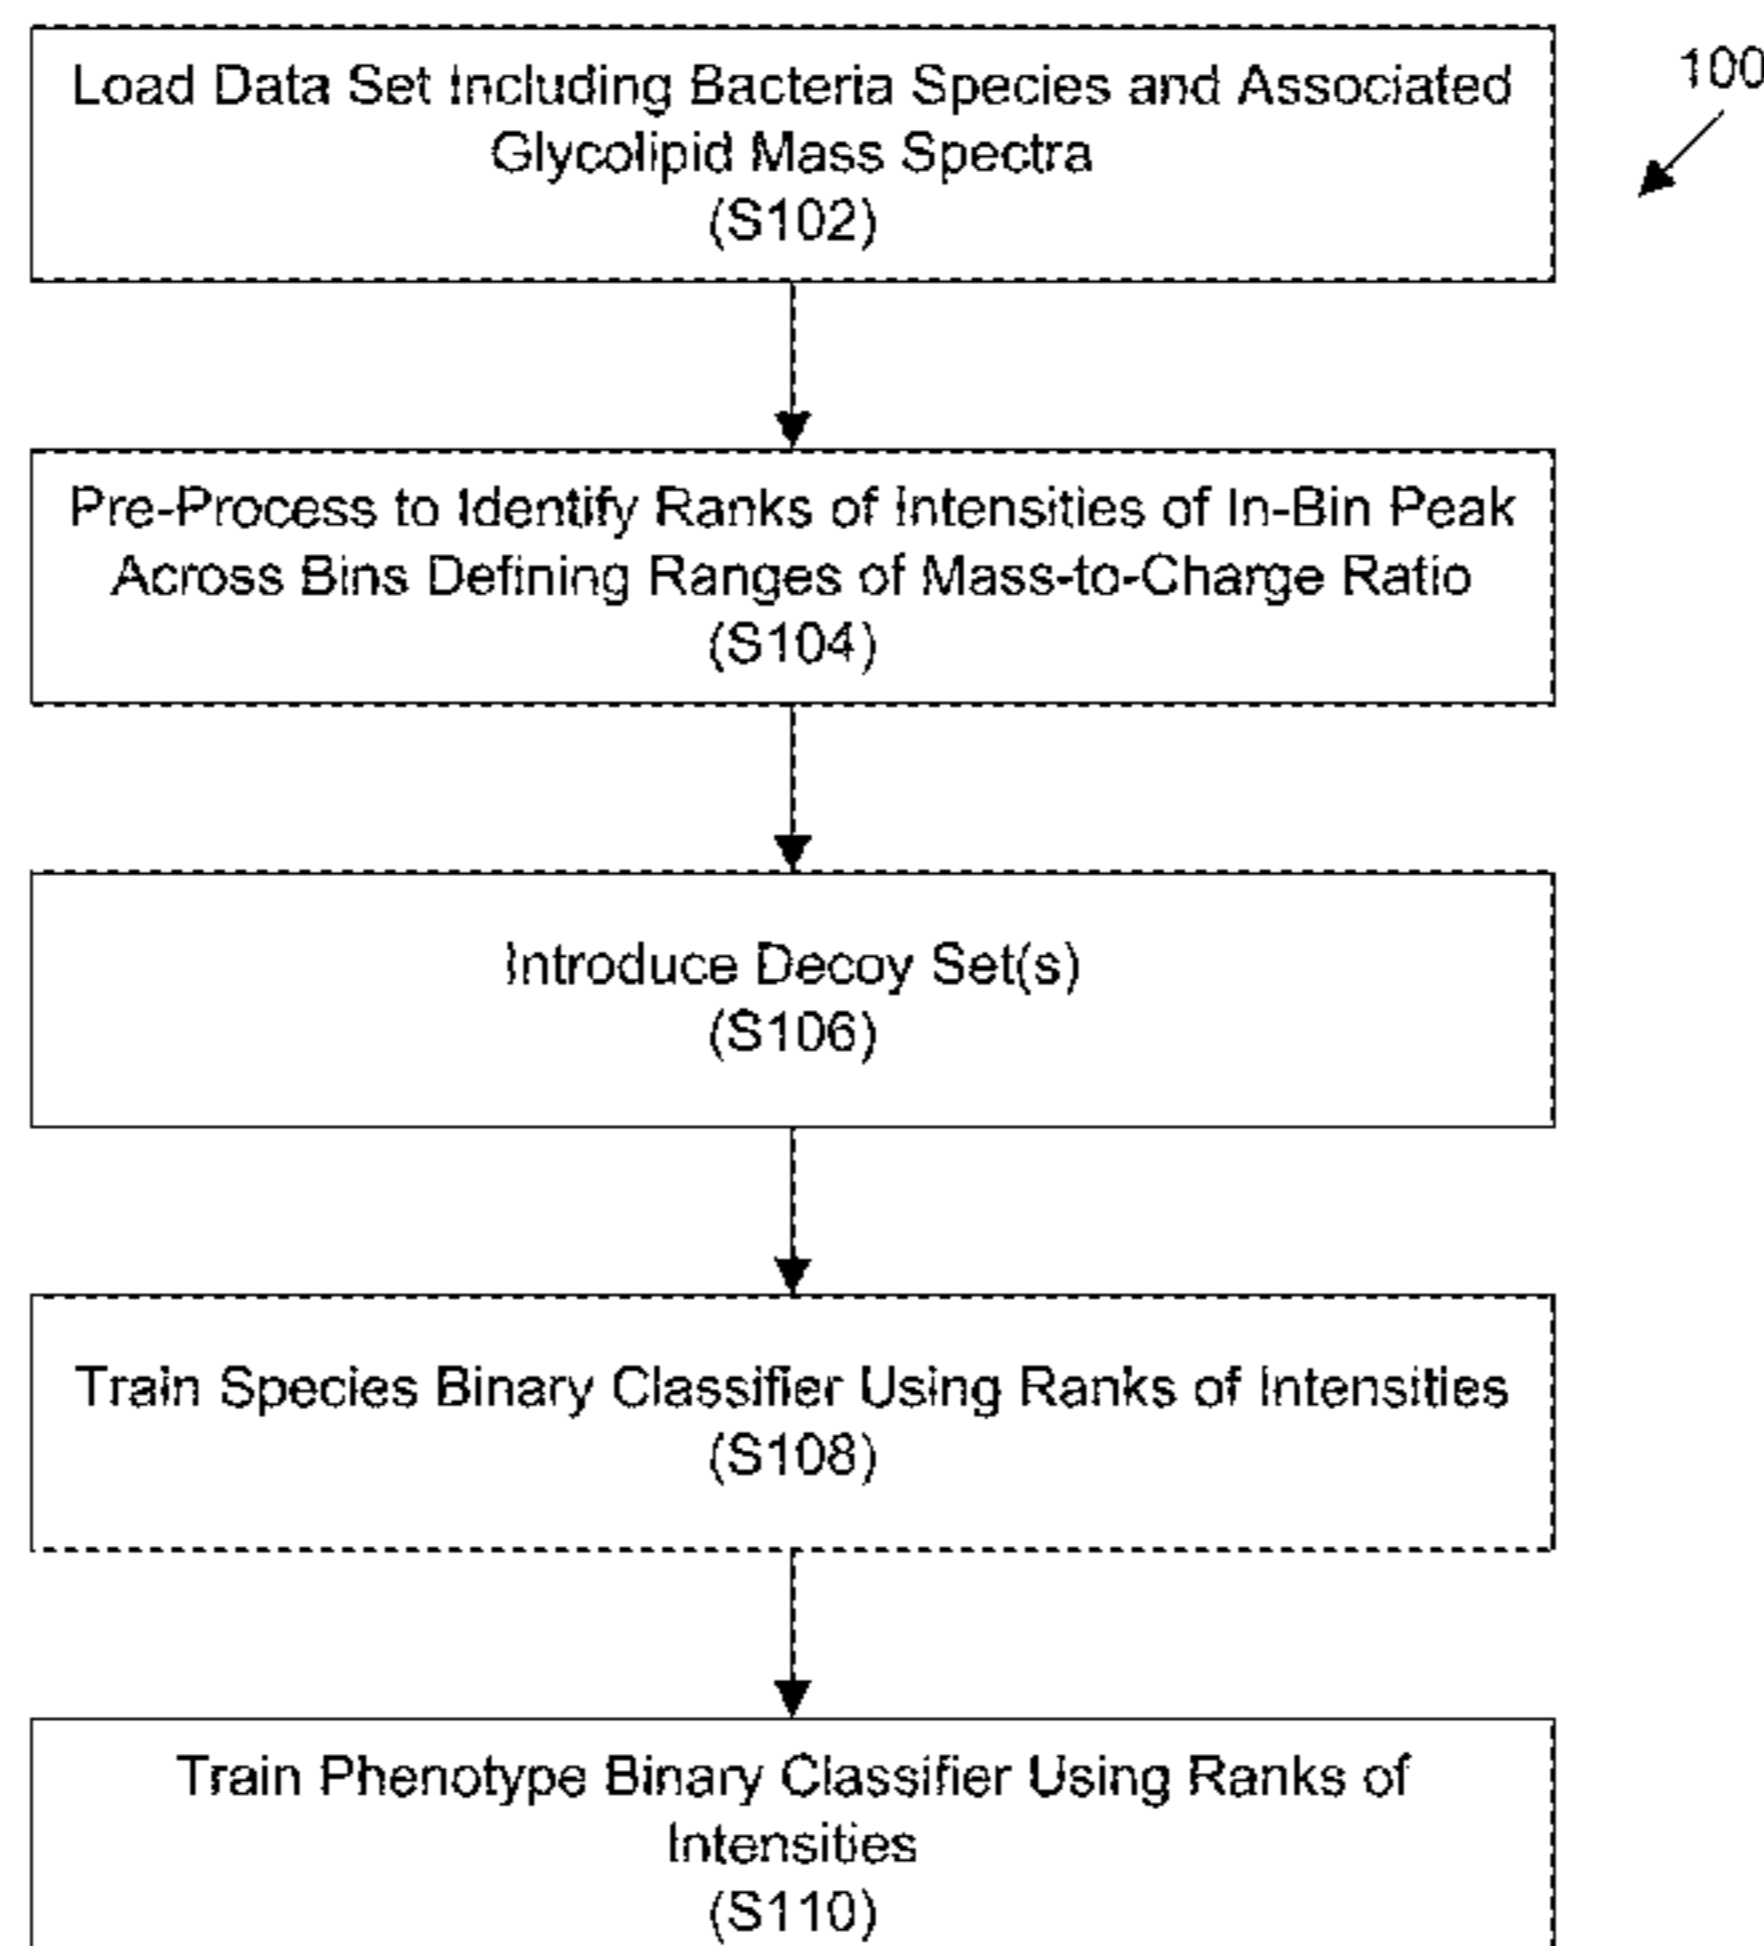 Load Data Set Including Bacteria Species and Associated
Glycolipid Mass Spectra
(S102)
100
Pre-Process to Identify Ranks of Intensities of In-Bin Peak
Across Bins Defining Ranges of Mass-to-Charge Ratio
(S104)
Introduce Decoy Set(s)
(S106)
Train Species Binary Classifier Using Ranks of Intensities
(S108)
Train Phenotype Binary Classifier Using Ranks of
Intensities
(S110)